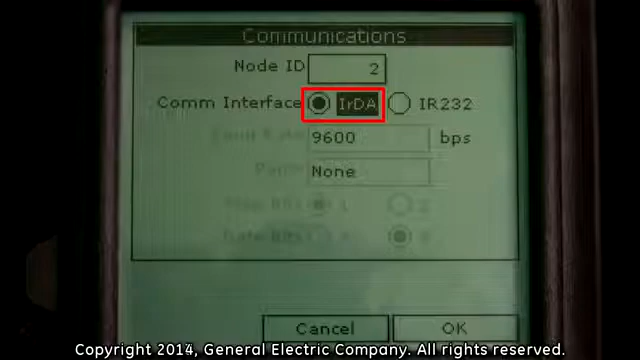 Communications
Node ID 2
Comm Interface IrDA IR232
9600 bps
None
Cancel OK
Copyright 2014, General Electric Company. All rights reserved.